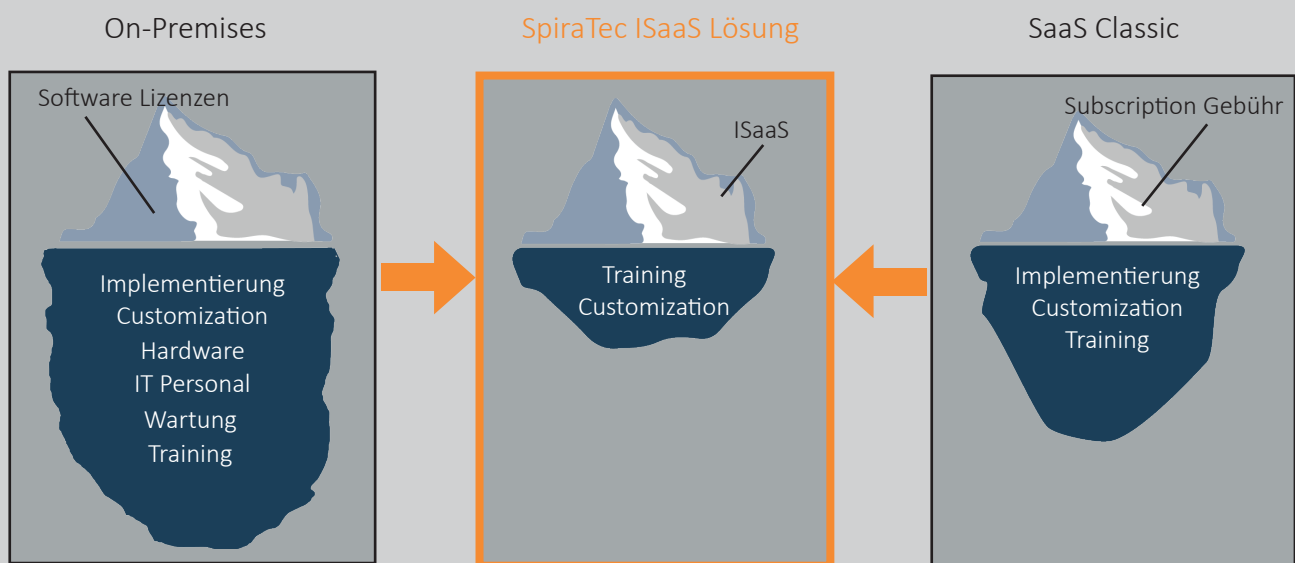 On-Premises
Software Lizenzen
Implementierung
Customization
Hardware
IT Personal
Wartung
Training
SpiraTec ISaaS Lösung
ISaaS
Training
Customization
SaaS Classic
Subscription Gebühr
Implementierung
Customization
Training